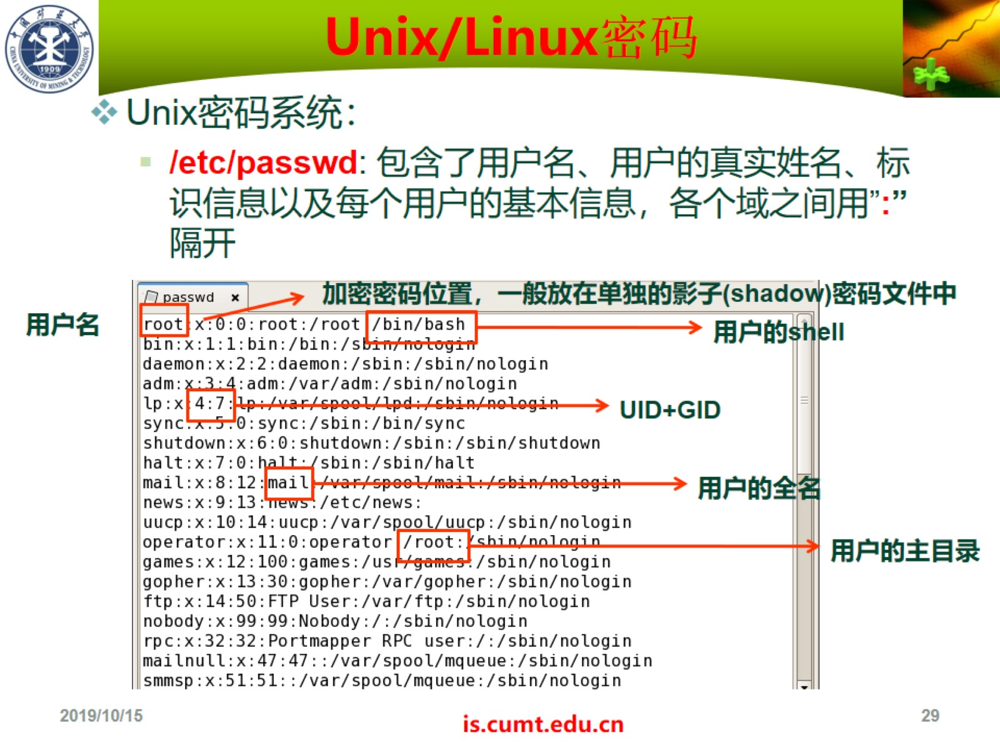 中国矿业大学
CHINA UNIVERSITY OF MINING & TECHNOLOGY
1909
Unix/Linux密码
Unix密码系统：
/etc/passwd: 包含了用户名、用户的真实姓名、标
识信息以及每个用户的基本信息，各个域之间用”:”
隔开
passwd x
加密密码位置，一般放在单独的影子(shadow)密码文件中
用户名
root:x:0:0:root:/root /bin/bash
用户的shell
bin:x:1:1:bin:/bin:/sbin/nologin
daemon:x:2:2:daemon:/sbin:/sbin/nologin
adm:x:3:4:adm:/var/adm:/sbin/nologin
lp:x:4:7:lp:/var/spool/lpd:/sbin/nologin
UID+GID
sync:x:5:0:sync:/sbin:/bin/sync
shutdown:x:6:0:shutdown:/sbin:/sbin/shutdown
halt:x:7:0:halt:/sbin:/sbin/halt
mail:x:8:12:mail:/var/spool/mail:/sbin/nologin
用户的全名
news:x:9:13:news:/etc/news:
uucp:x:10:14:uucp:/var/spool/uucp:/sbin/nologin
operator:x:11:0:operator /root:/sbin/nologin
用户的主目录
games:x:12:100:games:/usr/games:/sbin/nologin
gopher:x:13:30:gopher:/var/gopher:/sbin/nologin
ftp:x:14:50:FTP User:/var/ftp:/sbin/nologin
nobody:x:99:99:Nobody:/:/sbin/nologin
rpc:x:32:32:Portmapper RPC user:/:/sbin/nologin
mailnull:x:47:47::/var/spool/mqueue:/sbin/nologin
smmsp:x:51:51::/var/spool/mqueue:/sbin/nologin
2019/10/15
is.cumt.edu.cn
29